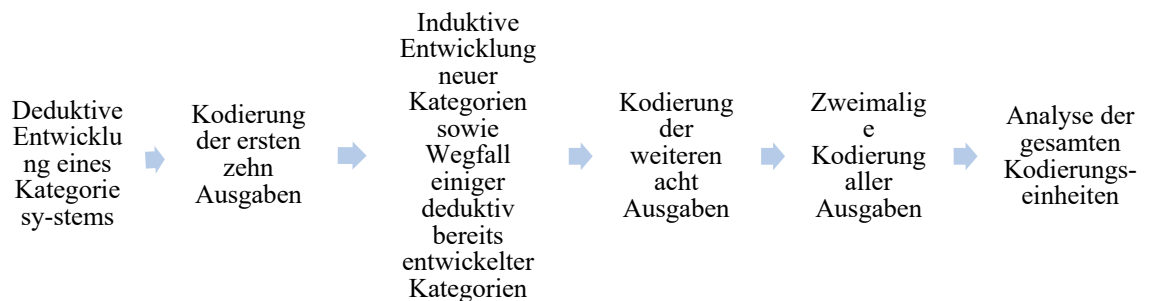 Deduktive
Entwicklu
ng eines
Kategorie
sy-stems
Kodierung
der ersten
zehn
Ausgaben
Induktive
Entwicklung
neuer
Kategorien
sowie
Wegfall
einiger
deduktiv
bereits
entwickelter
Kategorien
Kodierung
der
weiteren
acht
Ausgaben
Zweimalig
e
Kodierung
aller
Ausgaben
Analyse der
gesamten
Kodierungs-
einheiten